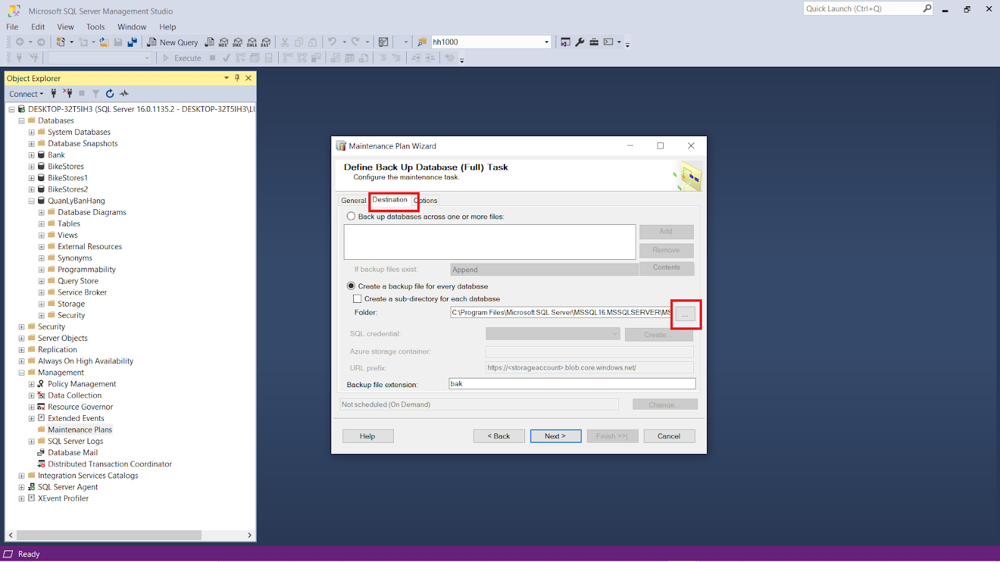 Microsoft SQL Server Management Studio
Quick Launch (Ctrl+Q)
File Edit View Tools Window Help
New Query MDX DMX XMLA DAX hh1000
Execute
Object Explorer
Connect
DESKTOP-32T5IH3 (SQL Server 16.0.1135.2 - DESKTOP-32T5IH3\LU
Databases
System Databases
Database Snapshots
Bank
BikeStores
BikeStores1
BikeStores2
QuanLyBanHang
Database Diagrams
Tables
Views
External Resources
Synonyms
Programmability
Query Store
Service Broker
Storage
Security
Security
Server Objects
Replication
Always On High Availability
Management
Policy Management
Data Collection
Resource Governor
Extended Events
Maintenance Plans
SQL Server Logs
Database Mail
Distributed Transaction Coordinator
Integration Services Catalogs
SQL Server Agent
XEvent Profiler
Maintenance Plan Wizard
Define Back Up Database (Full) Task
Configure the maintenance task.
General Destination Options
Back up databases across one or more files:
Add
Remove
If backup files exist: Append Contents
Create a backup file for every database
Create a sub-directory for each database
Folder: C:\Program Files\Microsoft SQL Server\MSSQL16.MSSQLSERVER\MS ...
SQL credential: Create...
Azure storage container:
URL prefix: https://<storageaccount>.blob.core.windows.net/
Backup file extension: bak
Not scheduled (On Demand) Change...
Help < Back Next > Finish >>| Cancel
Ready